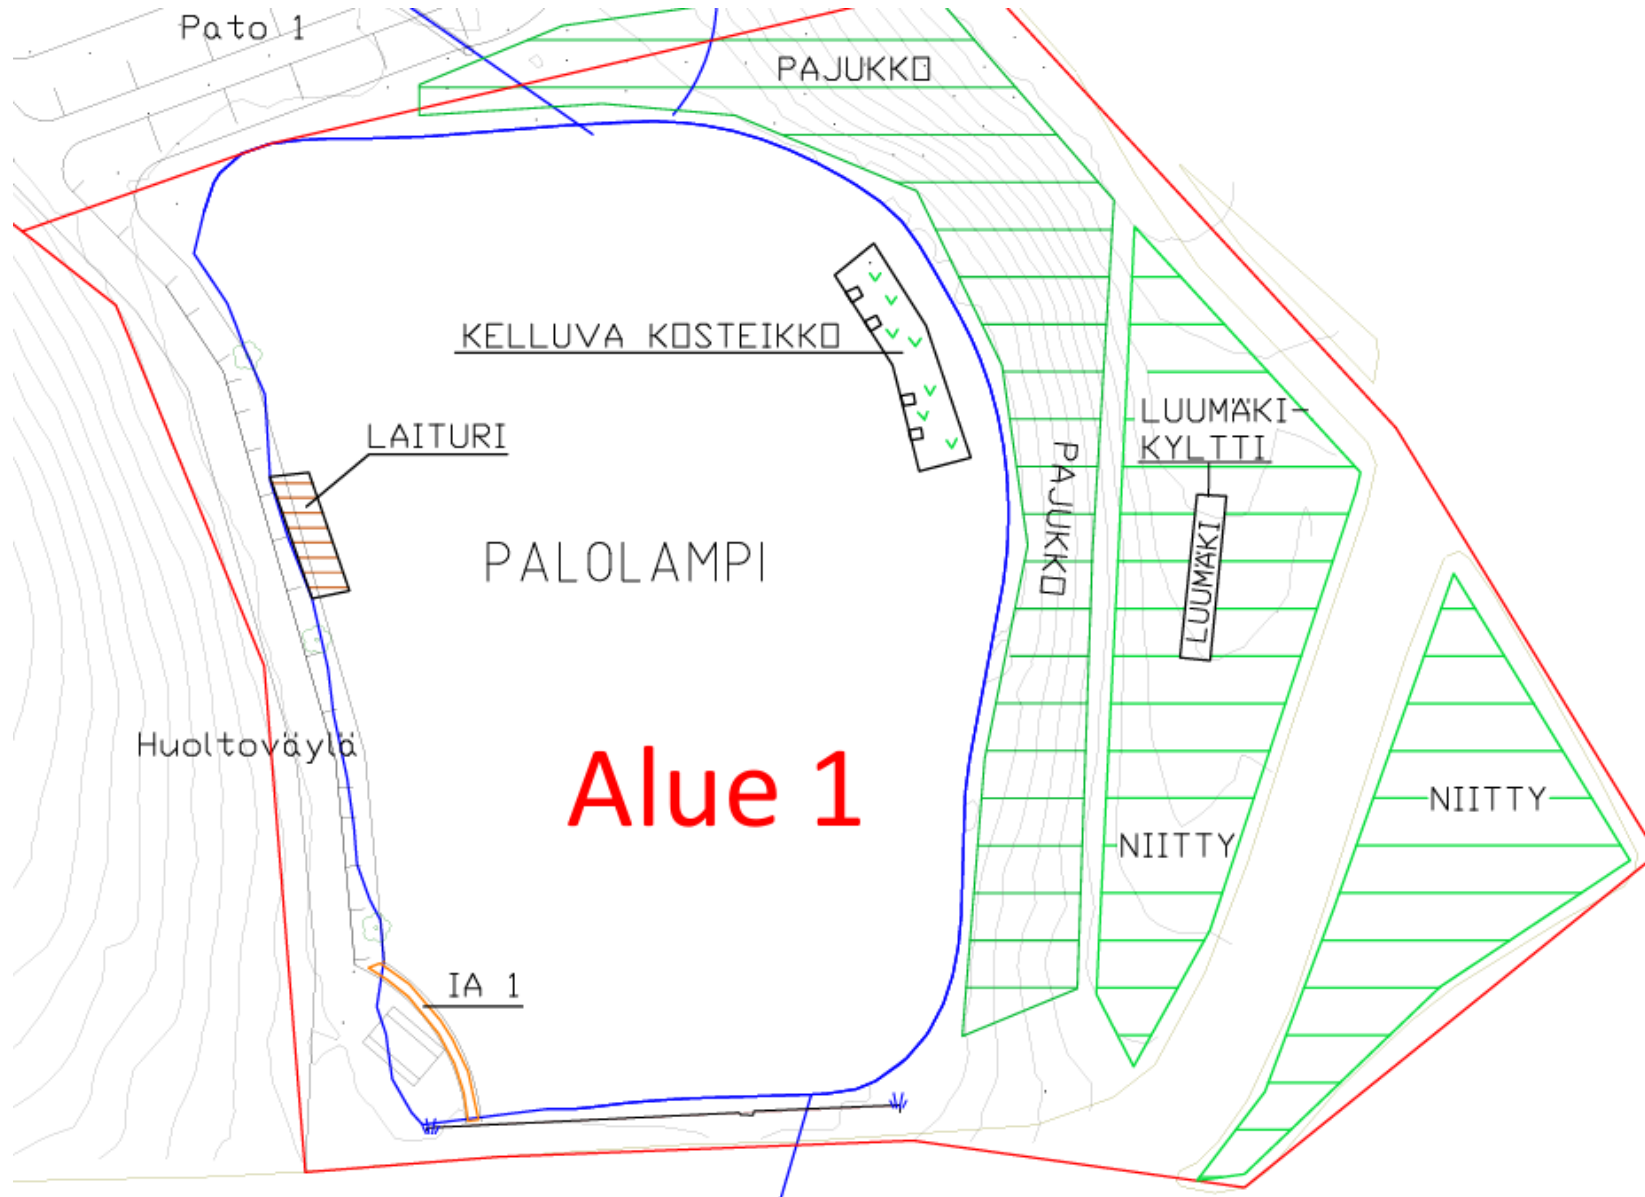 Pato 1
PAJUKKO
KELLUVA KOSTEIKKO
LUUMÄKI-
KYLTTI
LAITURI
PAJUKKO
LUUMÄKI
PALOLAMPI
Huoltoväylä
Alue 1
NIITTY
NIITTY
IA 1